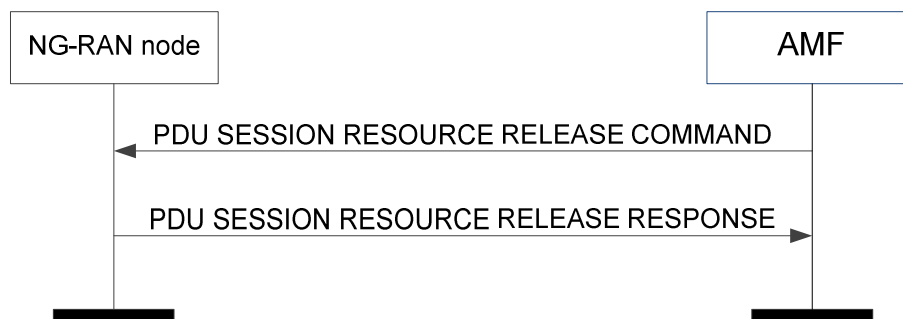 NG-RAN node
AMF
PDU SESSION RESOURCE RELEASE COMMAND
PDU SESSION RESOURCE RELEASE RESPONSE